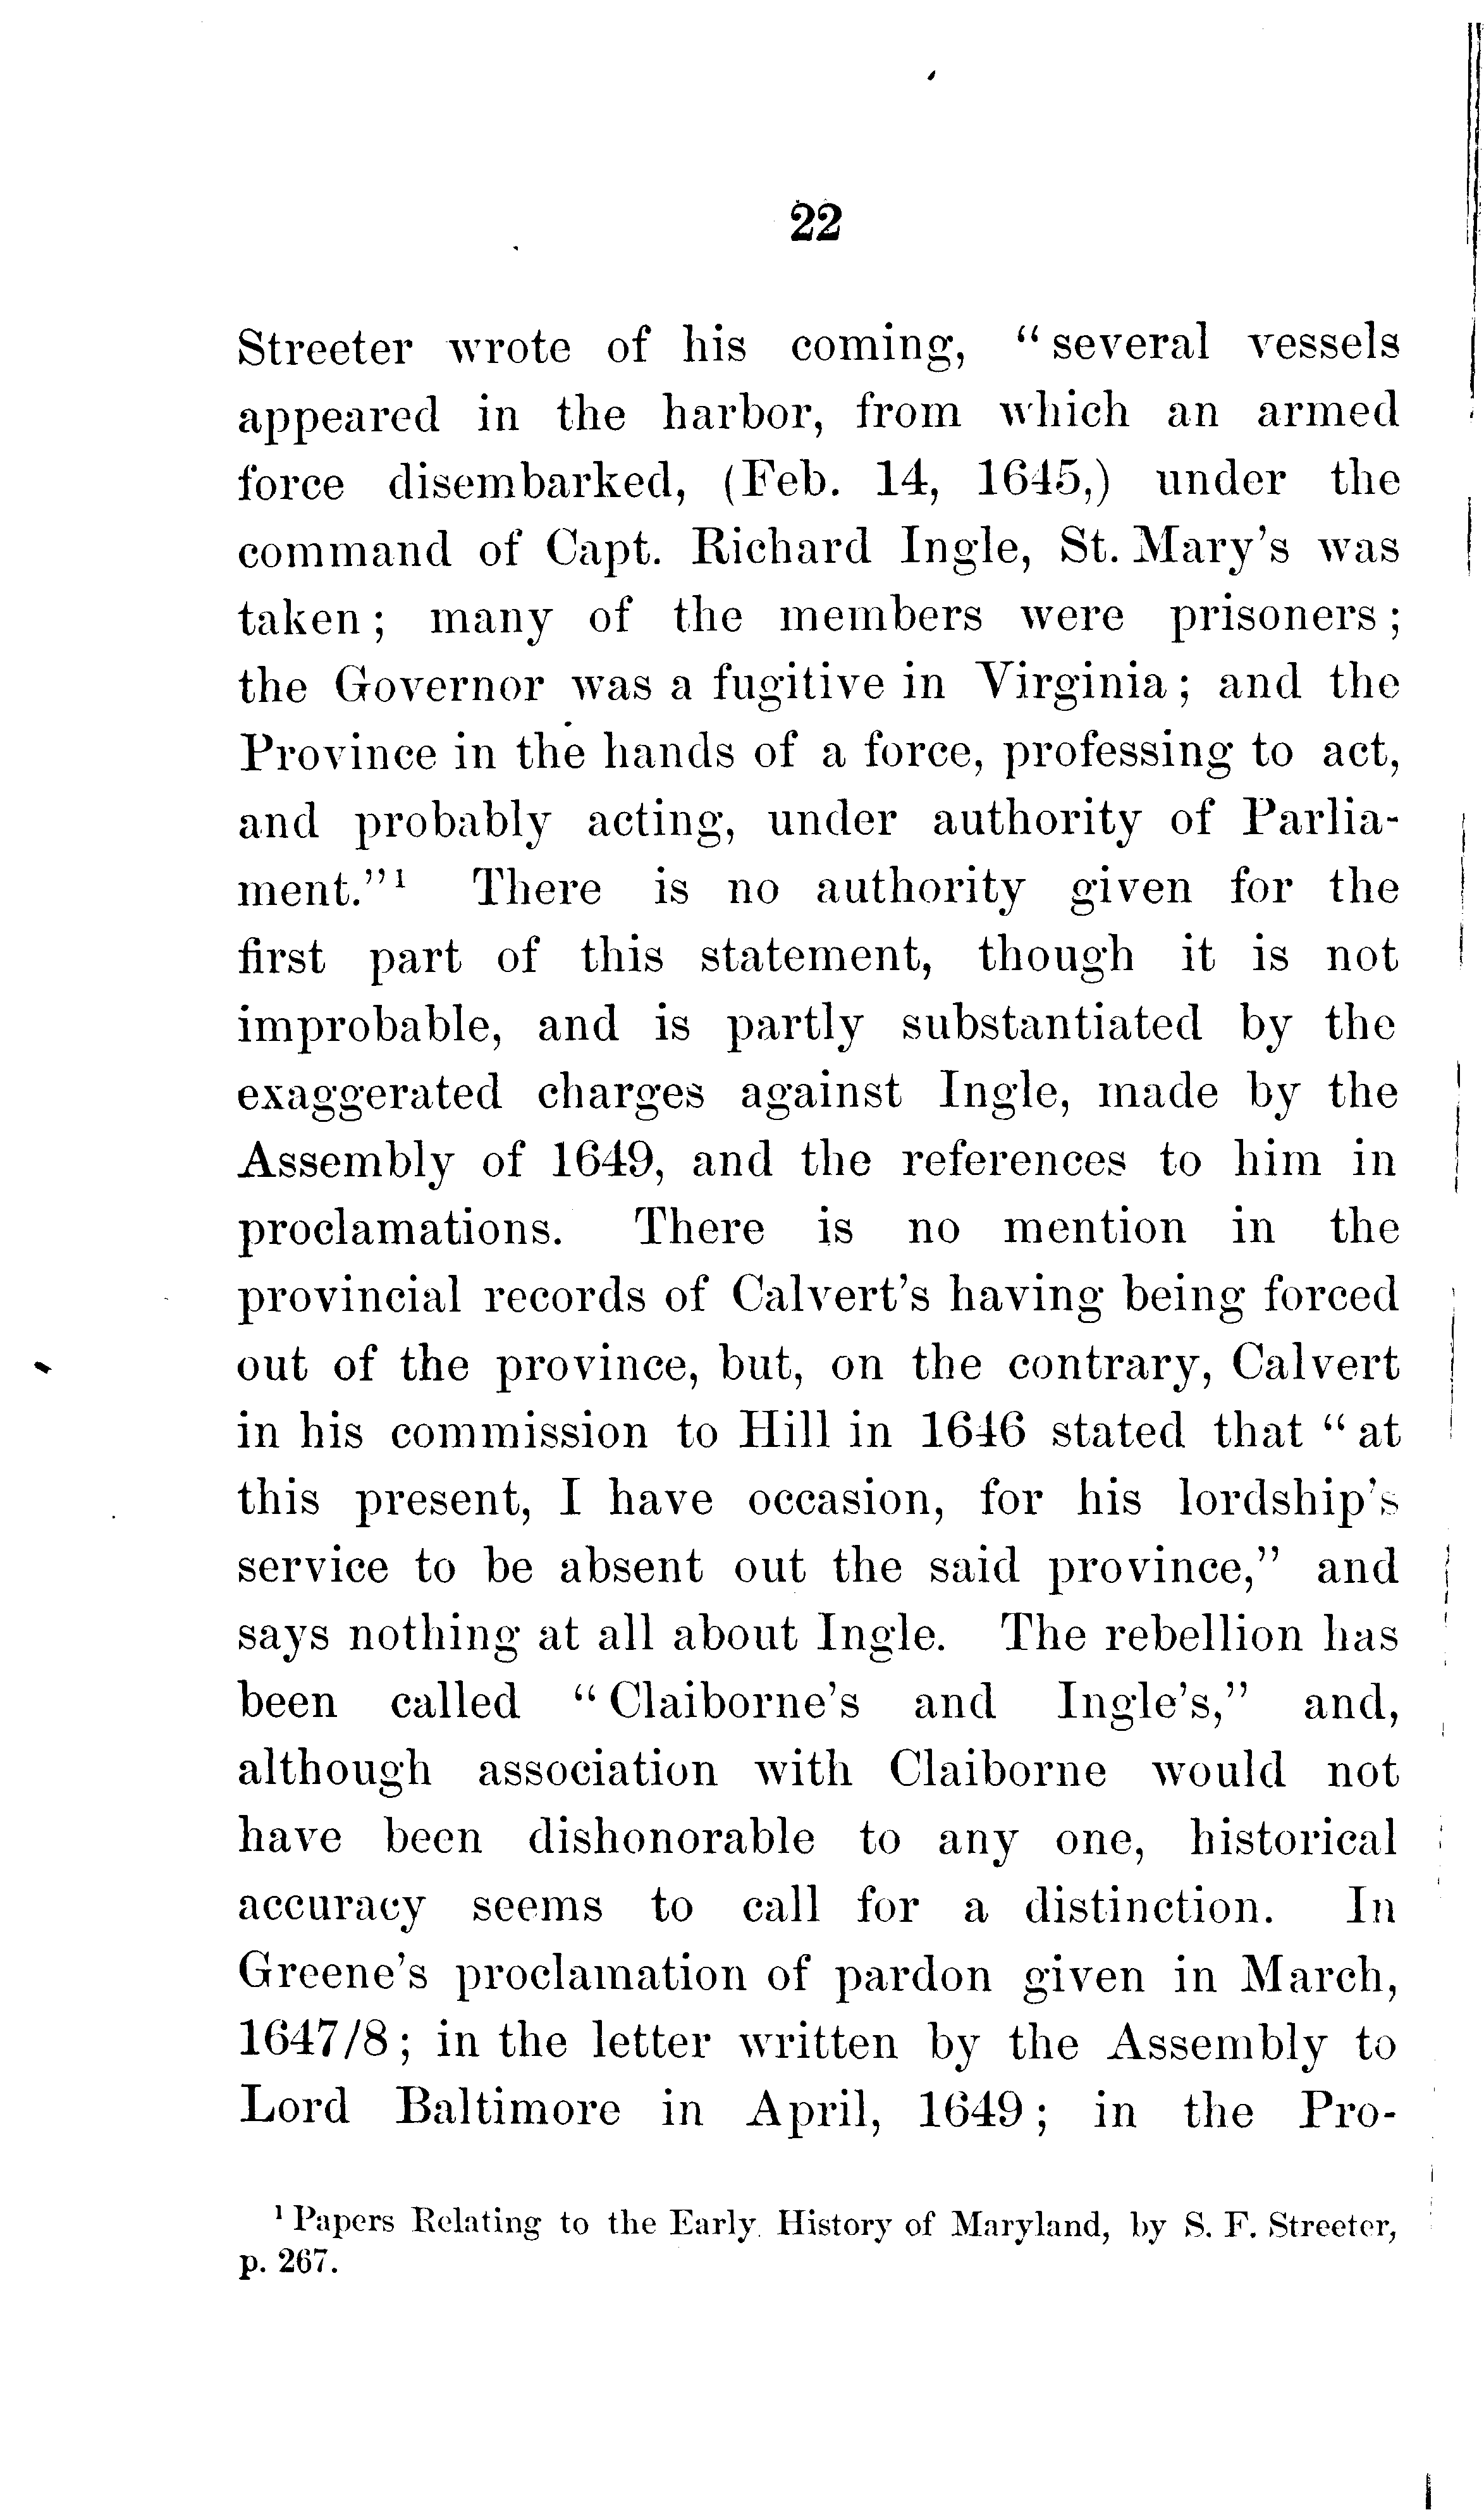 22
Streeter wrote of his coming, “several vessels
appeared in the harbor, from which an armed
force disembarked, (Feb. 14, 1645,) under the
command of Capt. Richard Ingle, St. Mary’s was
taken; many of the members were prisoners;
the Governor was a fugitive in Virginia; and the
Province in the hands of a force, professing to act,
and probably acting, under authority of Parlia-
ment.”¹ There is no authority given for the
first part of this statement, though it is not
improbable, and is partly substantiated by the
exaggerated charges against Ingle, made by the
Assembly of 1649, and the references to him in
proclamations. There is no mention in the
provincial records of Calvert’s having being forced
out of the province, but, on the contrary, Calvert
in his commission to Hill in 1646 stated that “at
this present, I have occasion, for his lordship’s
service to be absent out the said province,” and
says nothing at all about Ingle. The rebellion has
been called “Claiborne’s and Ingle’s,” and,
although association with Claiborne would not
have been dishonorable to any one, historical
accuracy seems to call for a distinction. In
Greene’s proclamation of pardon given in March,
1647/8; in the letter written by the Assembly to
Lord Baltimore in April, 1649; in the Pro-
¹ Papers Relating to the Early History of Maryland, by S. F. Streeter,
p. 267.